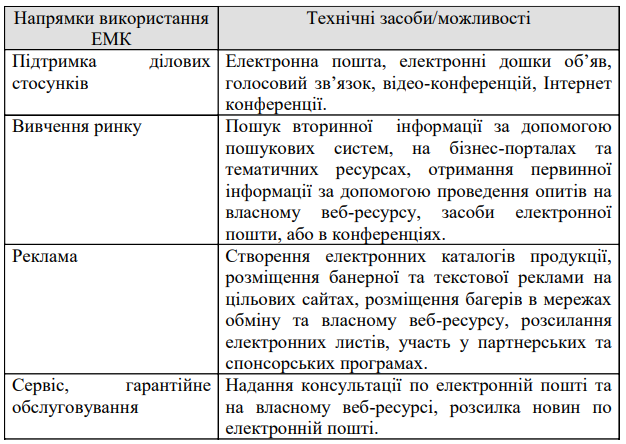 Напрямки використання
ЕМК
Технічні засоби/можливості
Підтримка ділових
стосунків
Електронна пошта, електронні дошки об’яв,
голосовий зв’язок, відео-конференцій, Інтернет
конференції.
Вивчення ринку
Пошук вторинної інформації за допомогою
пошукових систем, на бізнес-порталах та
тематичних ресурсах, отримання первинної
інформації за допомогою проведення опитів на
власному веб-ресурсу, засоби електронної
пошти, або в конференціях.
Реклама
Створення електронних каталогів продукції,
розміщення банерної та текстової реклами на
цільових сайтах, розміщення багерів в мережах
обміну та власному веб-ресурсу, розсилання
електронних листів, участь у партнерських та
спонсорських програмах.
Сервіс, гарантійне
обслуговування
Надання консультації по електронній пошті та
на власному веб-ресурсі, розсилка новин по
електронній пошті.